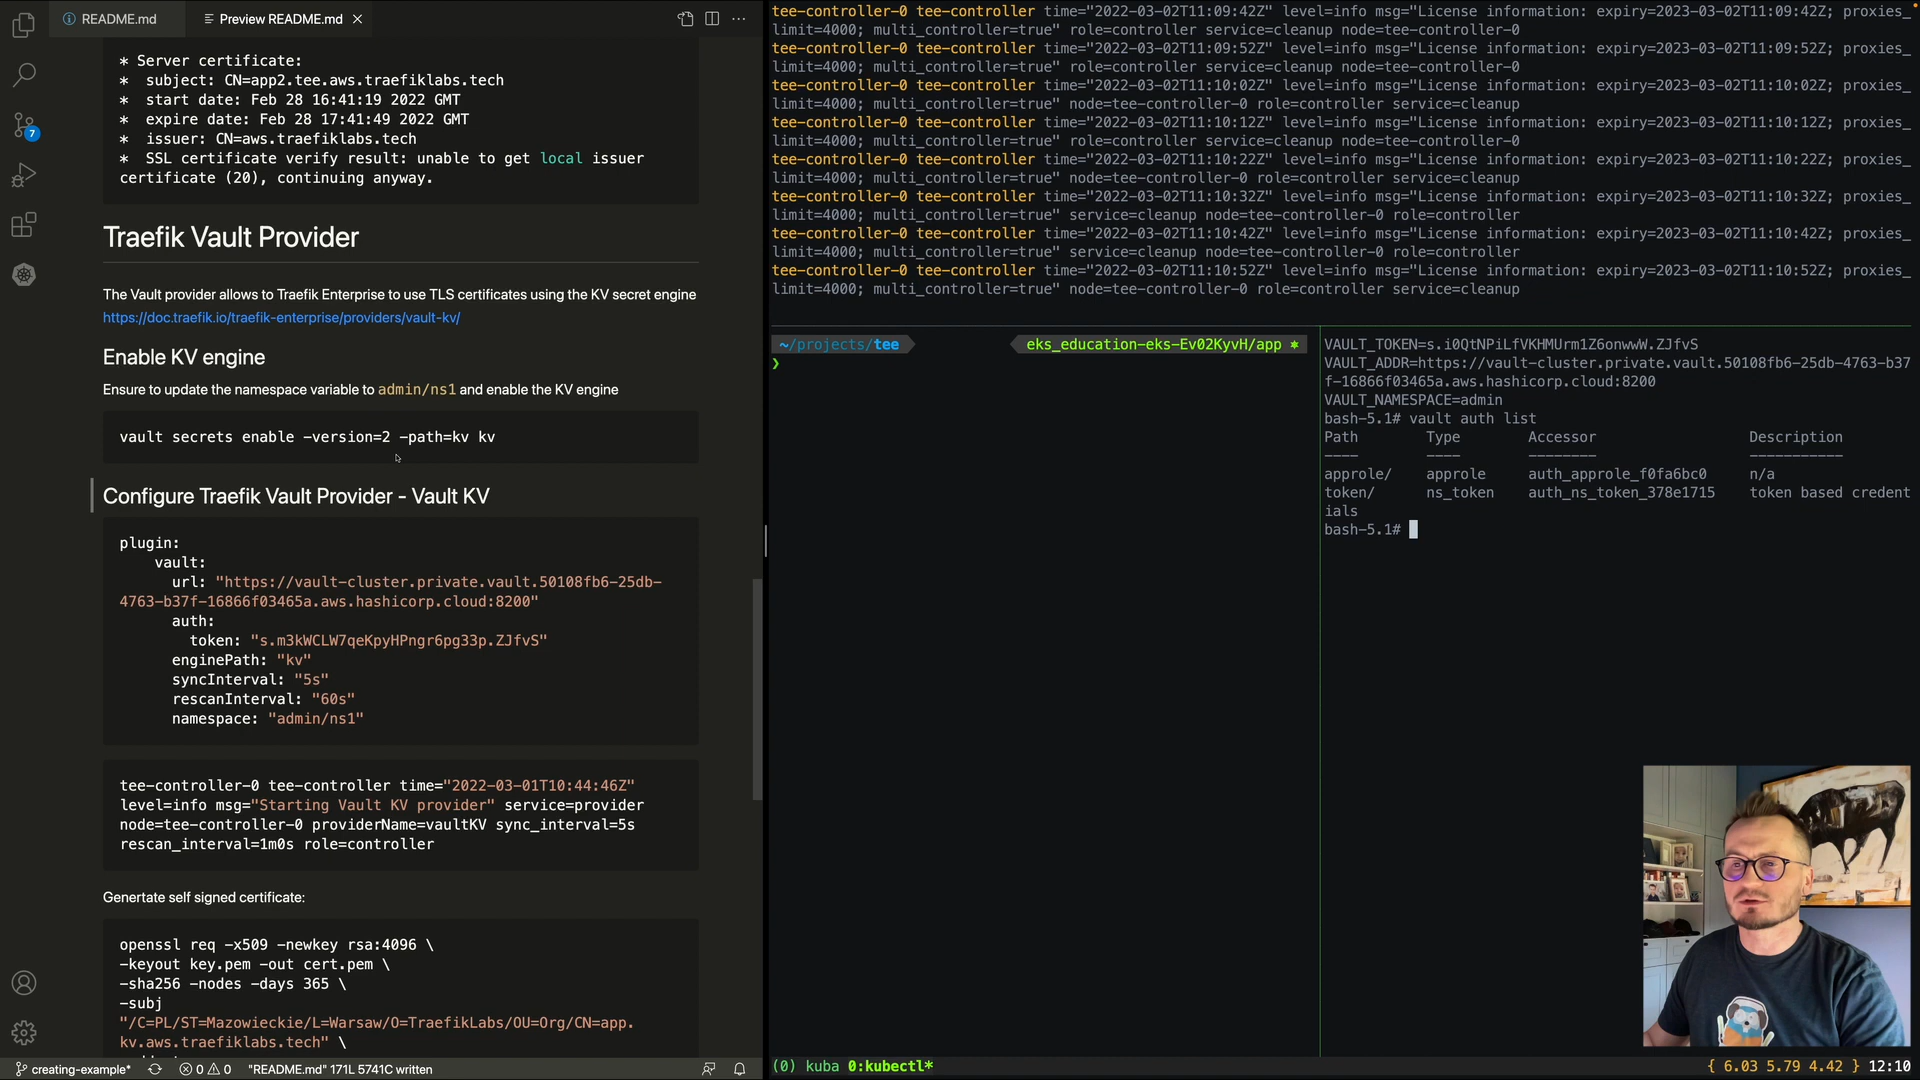 README.md
Preview README.md
* Server certificate:
*  subject: CN=app2.tee.aws.traefiklabs.tech
*  start date: Feb 28 16:41:19 2022 GMT
*  expire date: Feb 28 17:41:49 2022 GMT
*  issuer: CN=aws.traefiklabs.tech
*  SSL certificate verify result: unable to get local issuer
certificate (20), continuing anyway.
Traefik Vault Provider
The Vault provider allows to Traefik Enterprise to use TLS certificates using the KV secret engine
https://doc.traefik.io/traefik-enterprise/providers/vault-kv/
Enable KV engine
Ensure to update the namespace variable to admin/ns1 and enable the KV engine
vault secrets enable -version=2 -path=kv kv
Configure Traefik Vault Provider - Vault KV
plugin:
vault:
url: "https://vault-cluster.private.vault.50108fb6-25db-
4763-b37f-16866f03465a.aws.hashicorp.cloud:8200"
auth:
token: "s.m3kWCLW7qeKpyHPngr6pg33p.ZJfvS"
enginePath: "kv"
syncInterval: "5s"
rescanInterval: "60s"
namespace: "admin/ns1"
tee-controller-0 tee-controller time="2022-03-01T10:44:46Z"
level=info msg="Starting Vault KV provider" service=provider
node=tee-controller-0 providerName=vaultKV sync_interval=5s
rescan_interval=1m0s role=controller
Genertate self signed certificate:
openssl req -x509 -newkey rsa:4096 \
-keyout key.pem -out cert.pem \
-sha256 -nodes -days 365 \
-subj
"/C=PL/ST=Mazowieckie/L=Warsaw/O=TraefikLabs/OU=Org/CN=app.
kv.aws.traefiklabs.tech" \
7
creating-example*
0
0
"README.md" 171L 5741C written
tee-controller-0 tee-controller time="2022-03-02T11:09:42Z" level=info msg="License information: expiry=2023-03-02T11:09:42Z; proxies_
limit=4000; multi_controller=true" role=controller service=cleanup node=tee-controller-0
tee-controller-0 tee-controller time="2022-03-02T11:09:52Z" level=info msg="License information: expiry=2023-03-02T11:09:52Z; proxies_
limit=4000; multi_controller=true" role=controller service=cleanup node=tee-controller-0
tee-controller-0 tee-controller time="2022-03-02T11:10:02Z" level=info msg="License information: expiry=2023-03-02T11:10:02Z; proxies_
limit=4000; multi_controller=true" node=tee-controller-0 role=controller service=cleanup
tee-controller-0 tee-controller time="2022-03-02T11:10:12Z" level=info msg="License information: expiry=2023-03-02T11:10:12Z; proxies_
limit=4000; multi_controller=true" role=controller service=cleanup node=tee-controller-0
tee-controller-0 tee-controller time="2022-03-02T11:10:22Z" level=info msg="License information: expiry=2023-03-02T11:10:22Z; proxies_
limit=4000; multi_controller=true" node=tee-controller-0 role=controller service=cleanup
tee-controller-0 tee-controller time="2022-03-02T11:10:32Z" level=info msg="License information: expiry=2023-03-02T11:10:32Z; proxies_
limit=4000; multi_controller=true" service=cleanup node=tee-controller-0 role=controller
tee-controller-0 tee-controller time="2022-03-02T11:10:42Z" level=info msg="License information: expiry=2023-03-02T11:10:42Z; proxies_
limit=4000; multi_controller=true" service=cleanup node=tee-controller-0 role=controller
tee-controller-0 tee-controller time="2022-03-02T11:10:52Z" level=info msg="License information: expiry=2023-03-02T11:10:52Z; proxies_
limit=4000; multi_controller=true" node=tee-controller-0 role=controller service=cleanup
~/projects/tee
eks_education-eks-Ev02KyvH/app *
❯
VAULT_TOKEN=s.i0QtNPiLfVKHMUrm1Z6onwwW.ZJfvS
VAULT_ADDR=https://vault-cluster.private.vault.50108fb6-25db-4763-b37
f-16866f03465a.aws.hashicorp.cloud:8200
VAULT_NAMESPACE=admin
bash-5.1# vault auth list
Path Type Accessor Description
---- ---- -------- -----------
approle/ approle auth_approle_f0fa6bc0 n/a
token/ ns_token auth_ns_token_378e1715 token based credent
ials
bash-5.1#
(0) kuba 0:kubectl*
{ 6.03 5.79 4.42 } 12:10